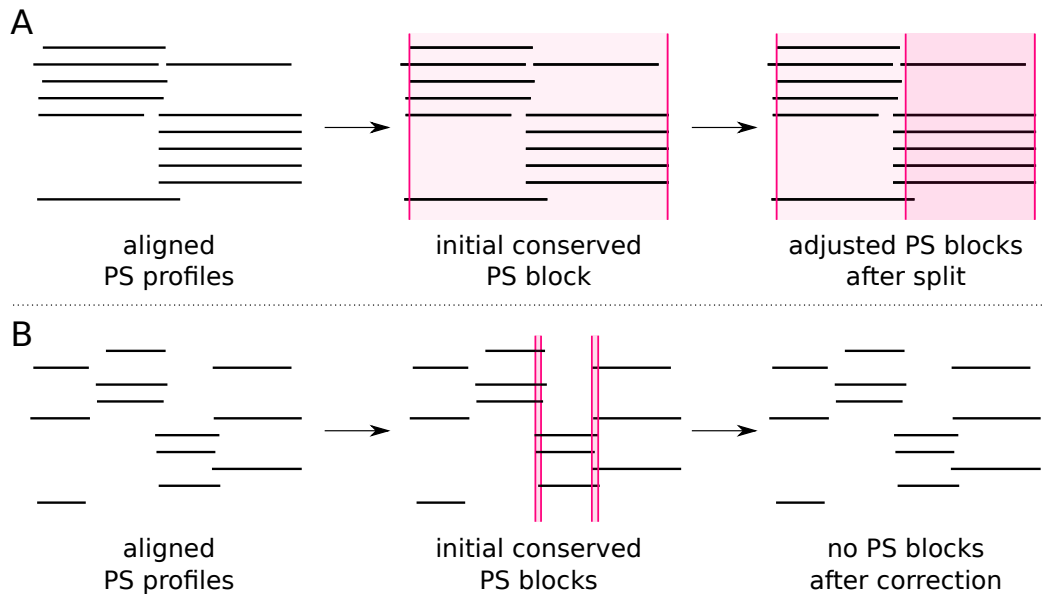 A
aligned
PS profiles
initial conserved
PS block
adjusted PS blocks
after split
B
aligned
PS profiles
initial conserved
PS blocks
no PS blocks
after correction